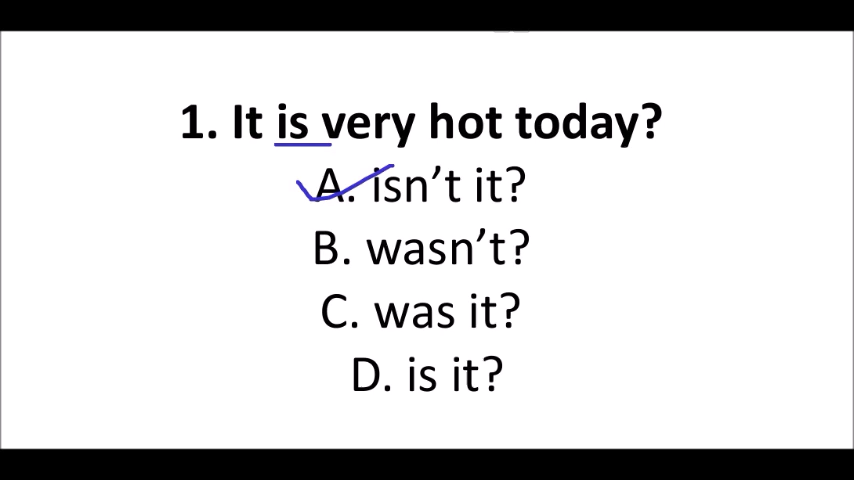 1. It is very hot today?
A. isn’t it?
B. wasn’t?
C. was it?
D. is it?